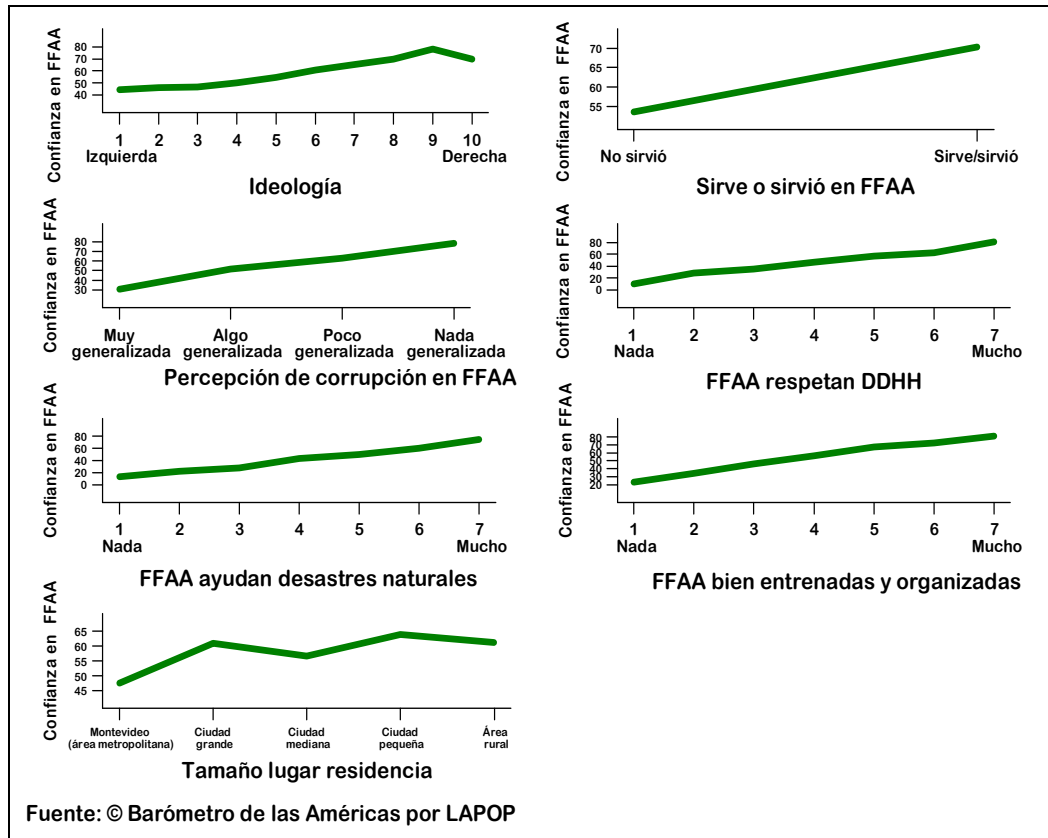 Confianza en FFAA
80
70
60
50
40
1 2 3 4 5 6 7 8 9 10
Izquierda Derecha
Ideología
Confianza en FFAA
70
65
60
55
No sirvió Sirve/sirvió
Sirve o sirvió en FFAA
Confianza en FFAA
80
70
60
50
40
30
Muy Algo Poco Nada
generalizada generalizada generalizada generalizada
Percepción de corrupción en FFAA
Confianza en FFAA
80
60
40
20
0
1 2 3 4 5 6 7
Nada Mucho
FFAA respetan DDHH
Confianza en FFAA
80
60
40
20
0
1 2 3 4 5 6 7
Nada Mucho
FFAA ayudan desastres naturales
Confianza en FFAA
80
70
60
50
40
30
20
1 2 3 4 5 6 7
Nada Mucho
FFAA bien entrenadas y organizadas
Confianza en FFAA
65
60
55
50
45
Montevideo Ciudad Ciudad Ciudad Área
(área metropolitana) grande mediana pequeña rural
Tamaño lugar residencia
Fuente: © Barómetro de las Américas por LAPOP